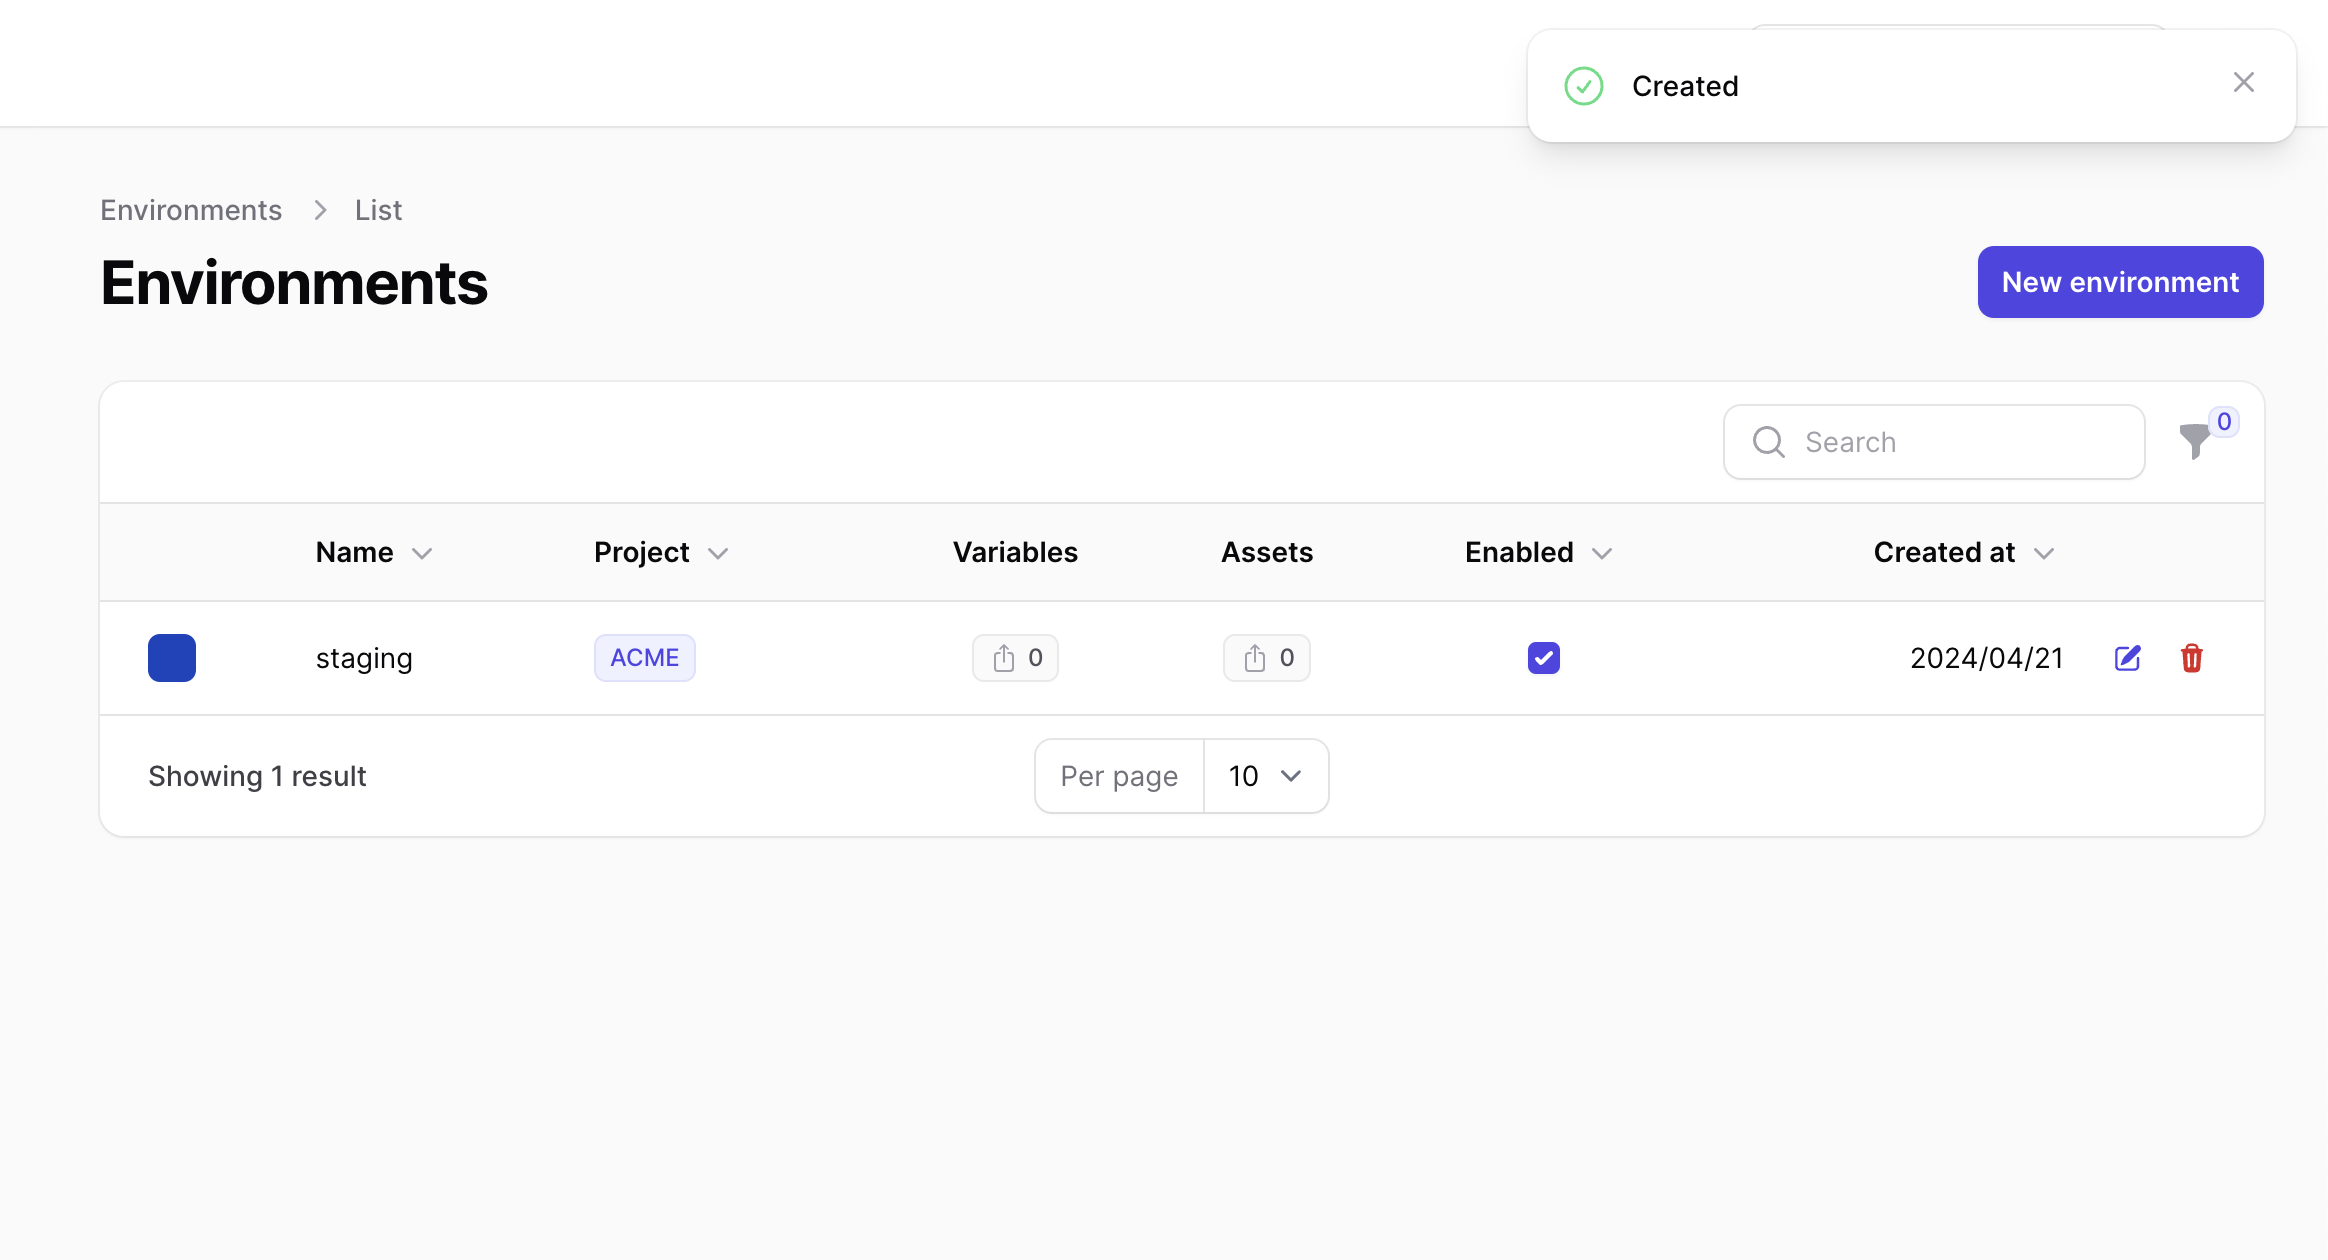 Created
Environments > List
Environments
New environment
Search
0
Name Project Variables Assets Enabled Created at
staging ACME 0 0 2024/04/21
Showing 1 result
Per page 10